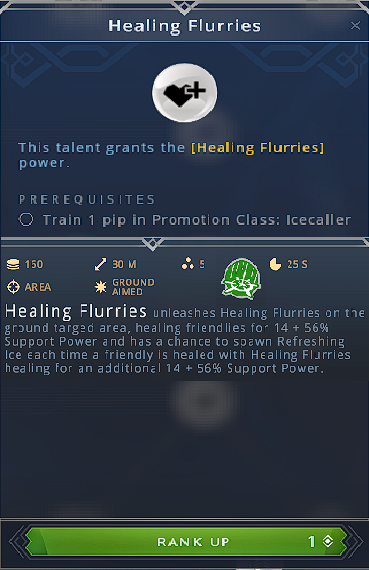 Healing Flurries
This talent grants the [Healing Flurries]
power.
PREREQUISITES
Train 1 pip in Promotion Class: Icecaller
150 30 M 5 25 S
AREA GROUND
AIMED
Healing Flurries unleashes Healing Flurries on the
ground targed area, healing friendlies for 14 + 56%
Support Power and has a chance to spawn Refreshing
Ice each time a friendly is healed with Healing Flurries
healing for an additional 14 + 56% Support Power.
RANK UP 1